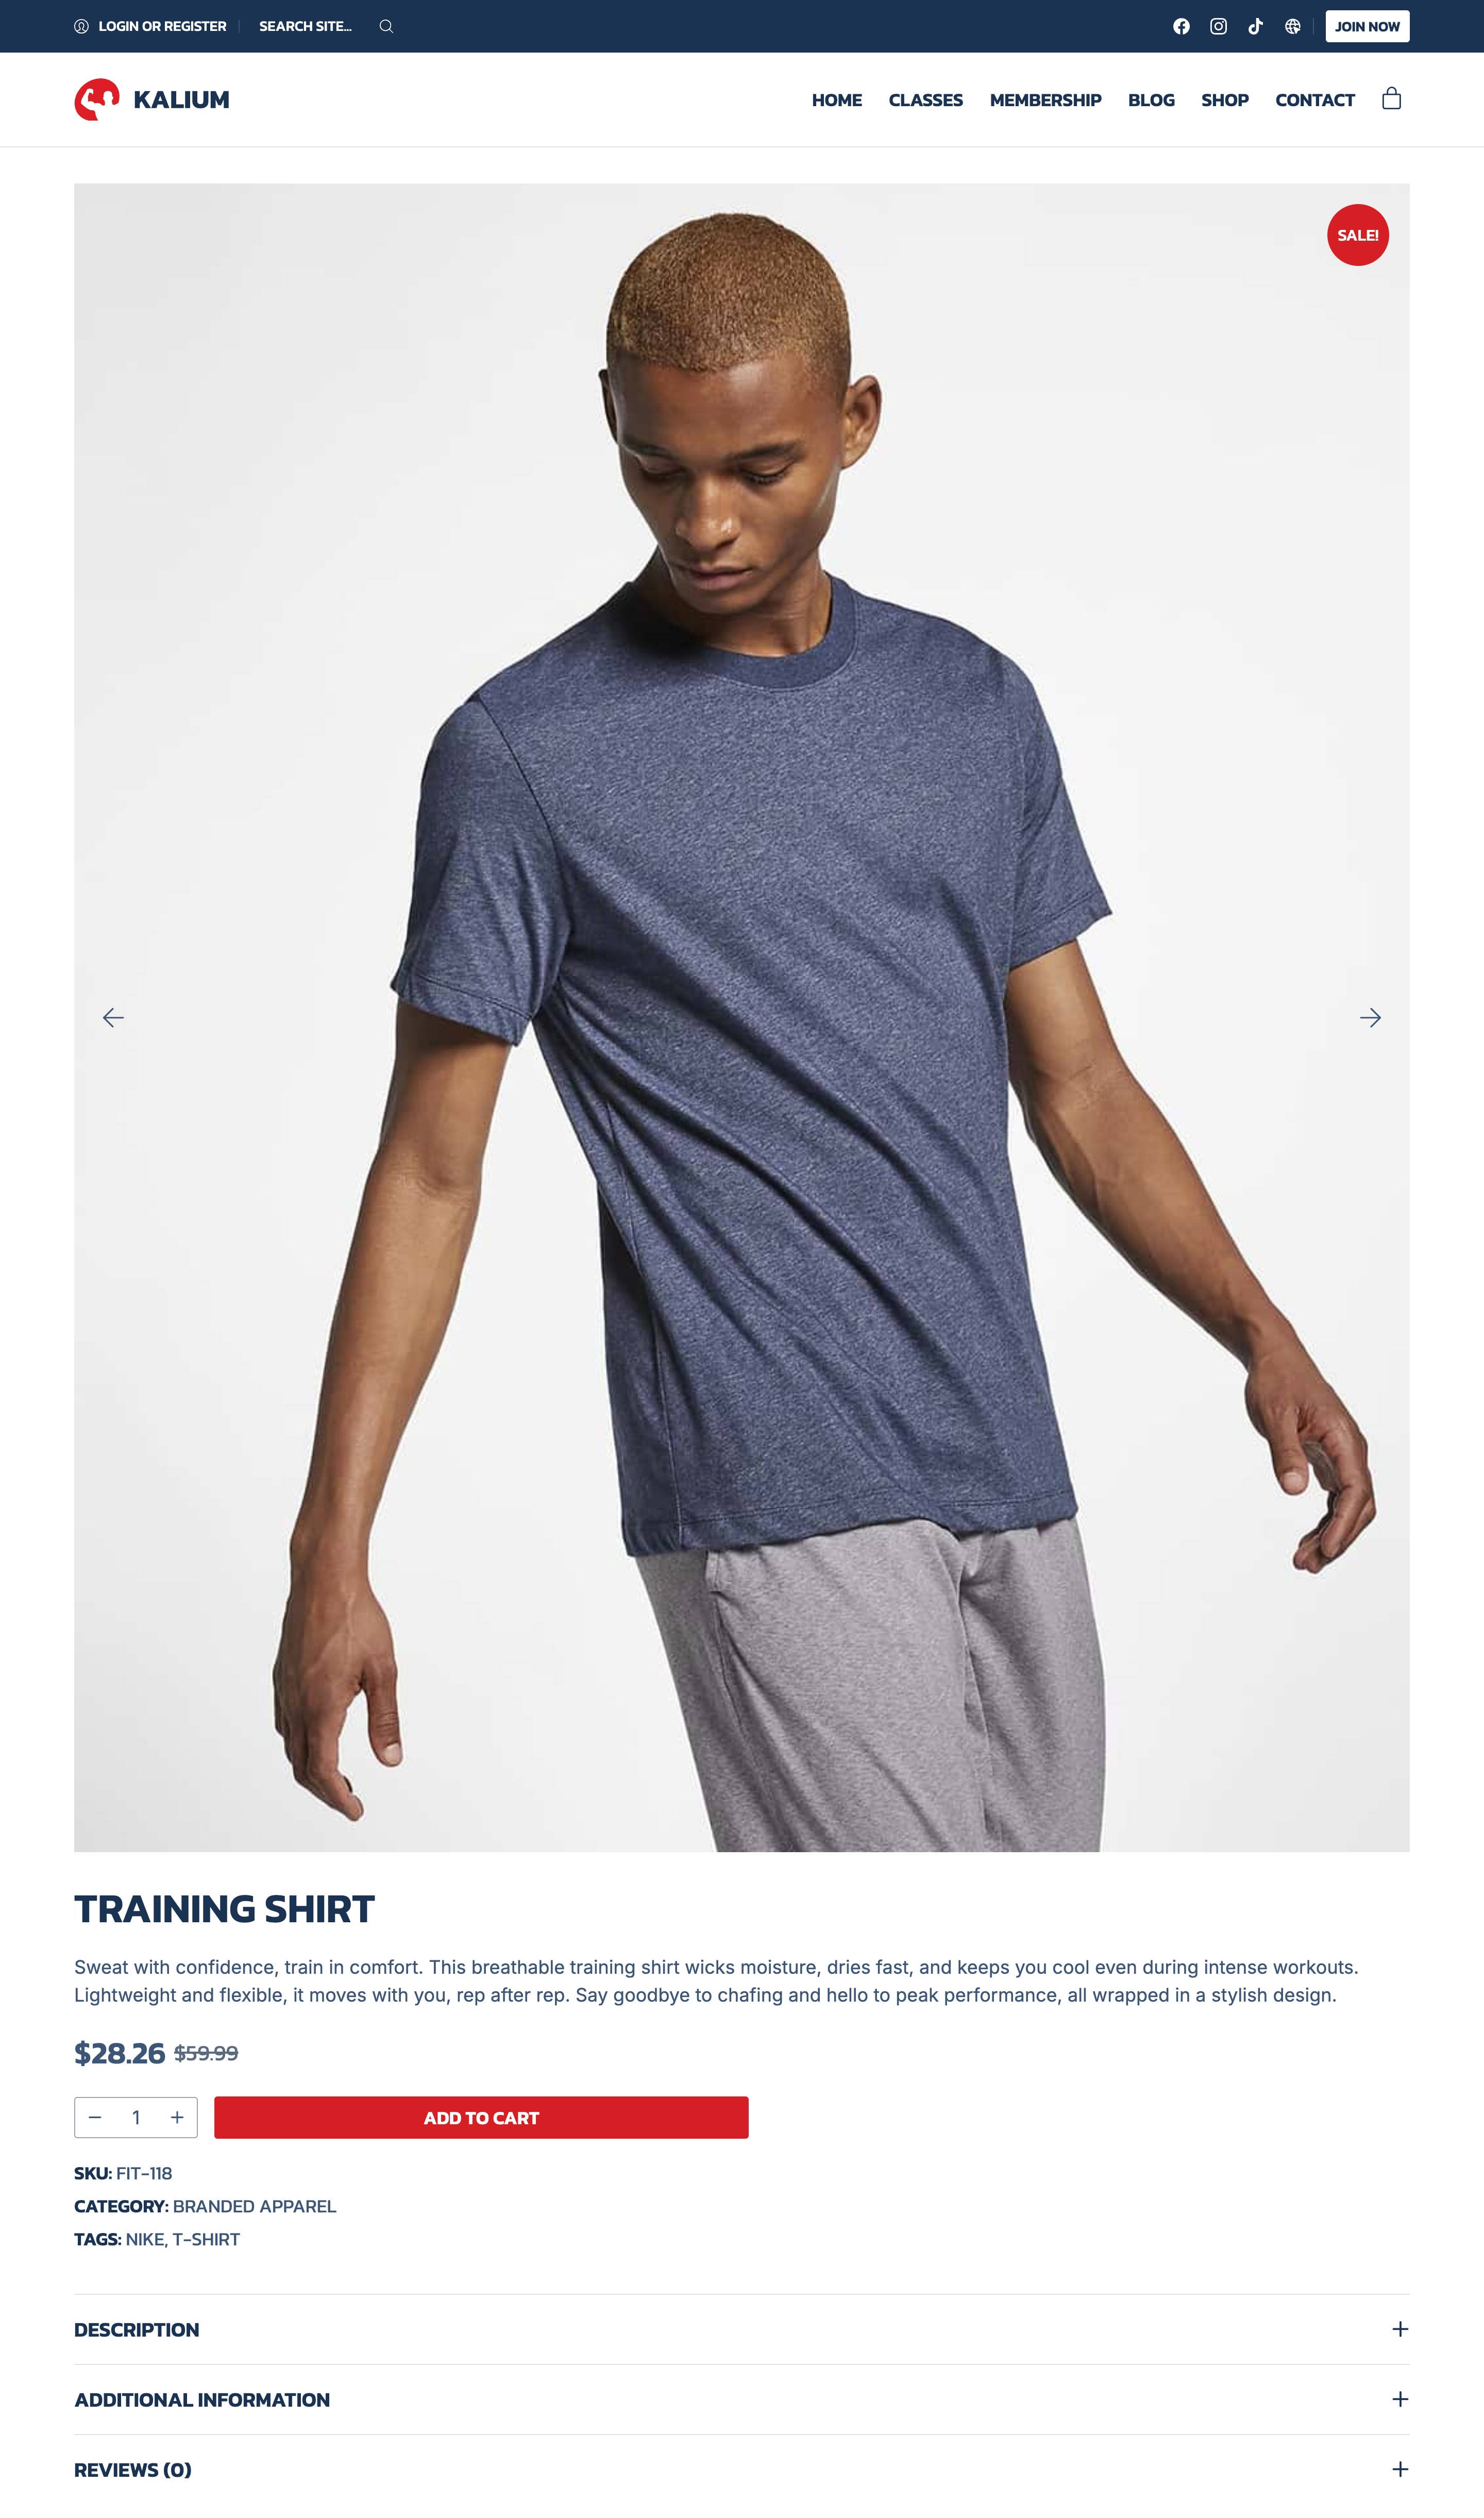 LOGIN OR REGISTER
SEARCH SITE...
JOIN NOW
KALIUM
HOME CLASSES MEMBERSHIP BLOG SHOP CONTACT
SALE!
TRAINING SHIRT
Sweat with confidence, train in comfort. This breathable training shirt wicks moisture, dries fast, and keeps you cool even during intense workouts.
Lightweight and flexible, it moves with you, rep after rep. Say goodbye to chafing and hello to peak performance, all wrapped in a stylish design.
$28.26 $59.99
− 1 + ADD TO CART
SKU: FIT-118
CATEGORY: BRANDED APPAREL
TAGS: NIKE, T-SHIRT
DESCRIPTION +
ADDITIONAL INFORMATION +
REVIEWS (0) +